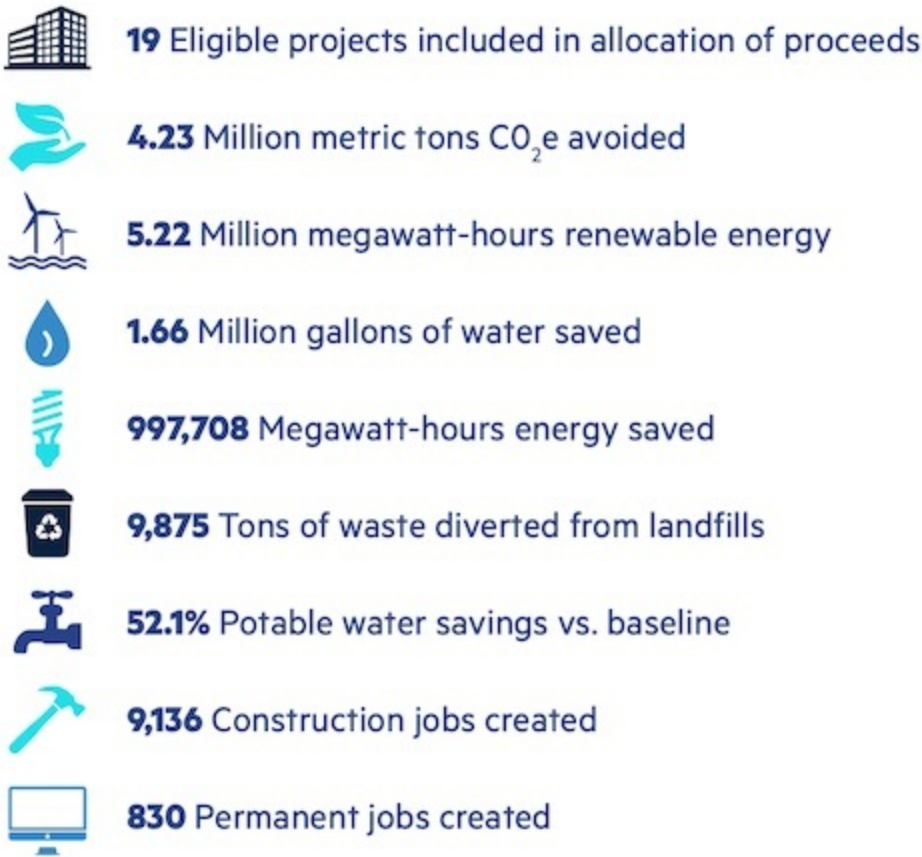 19 Eligible projects included in allocation of proceeds
4.23 Million metric tons CO₂e avoided
5.22 Million megawatt-hours renewable energy
1.66 Million gallons of water saved
997,708 Megawatt-hours energy saved
9,875 Tons of waste diverted from landfills
52.1% Potable water savings vs. baseline
9,136 Construction jobs created
830 Permanent jobs created